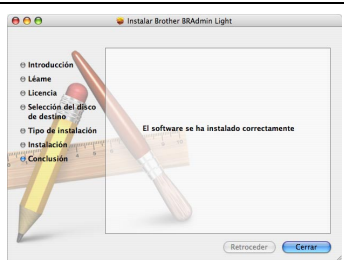 Instalar Brother BRAdmin Light
Introducción
Léame
Licencia
Selección del disco
de destino
Tipo de instalación
Instalación
Conclusión
El software se ha instalado correctamente
Retroceder
Cerrar